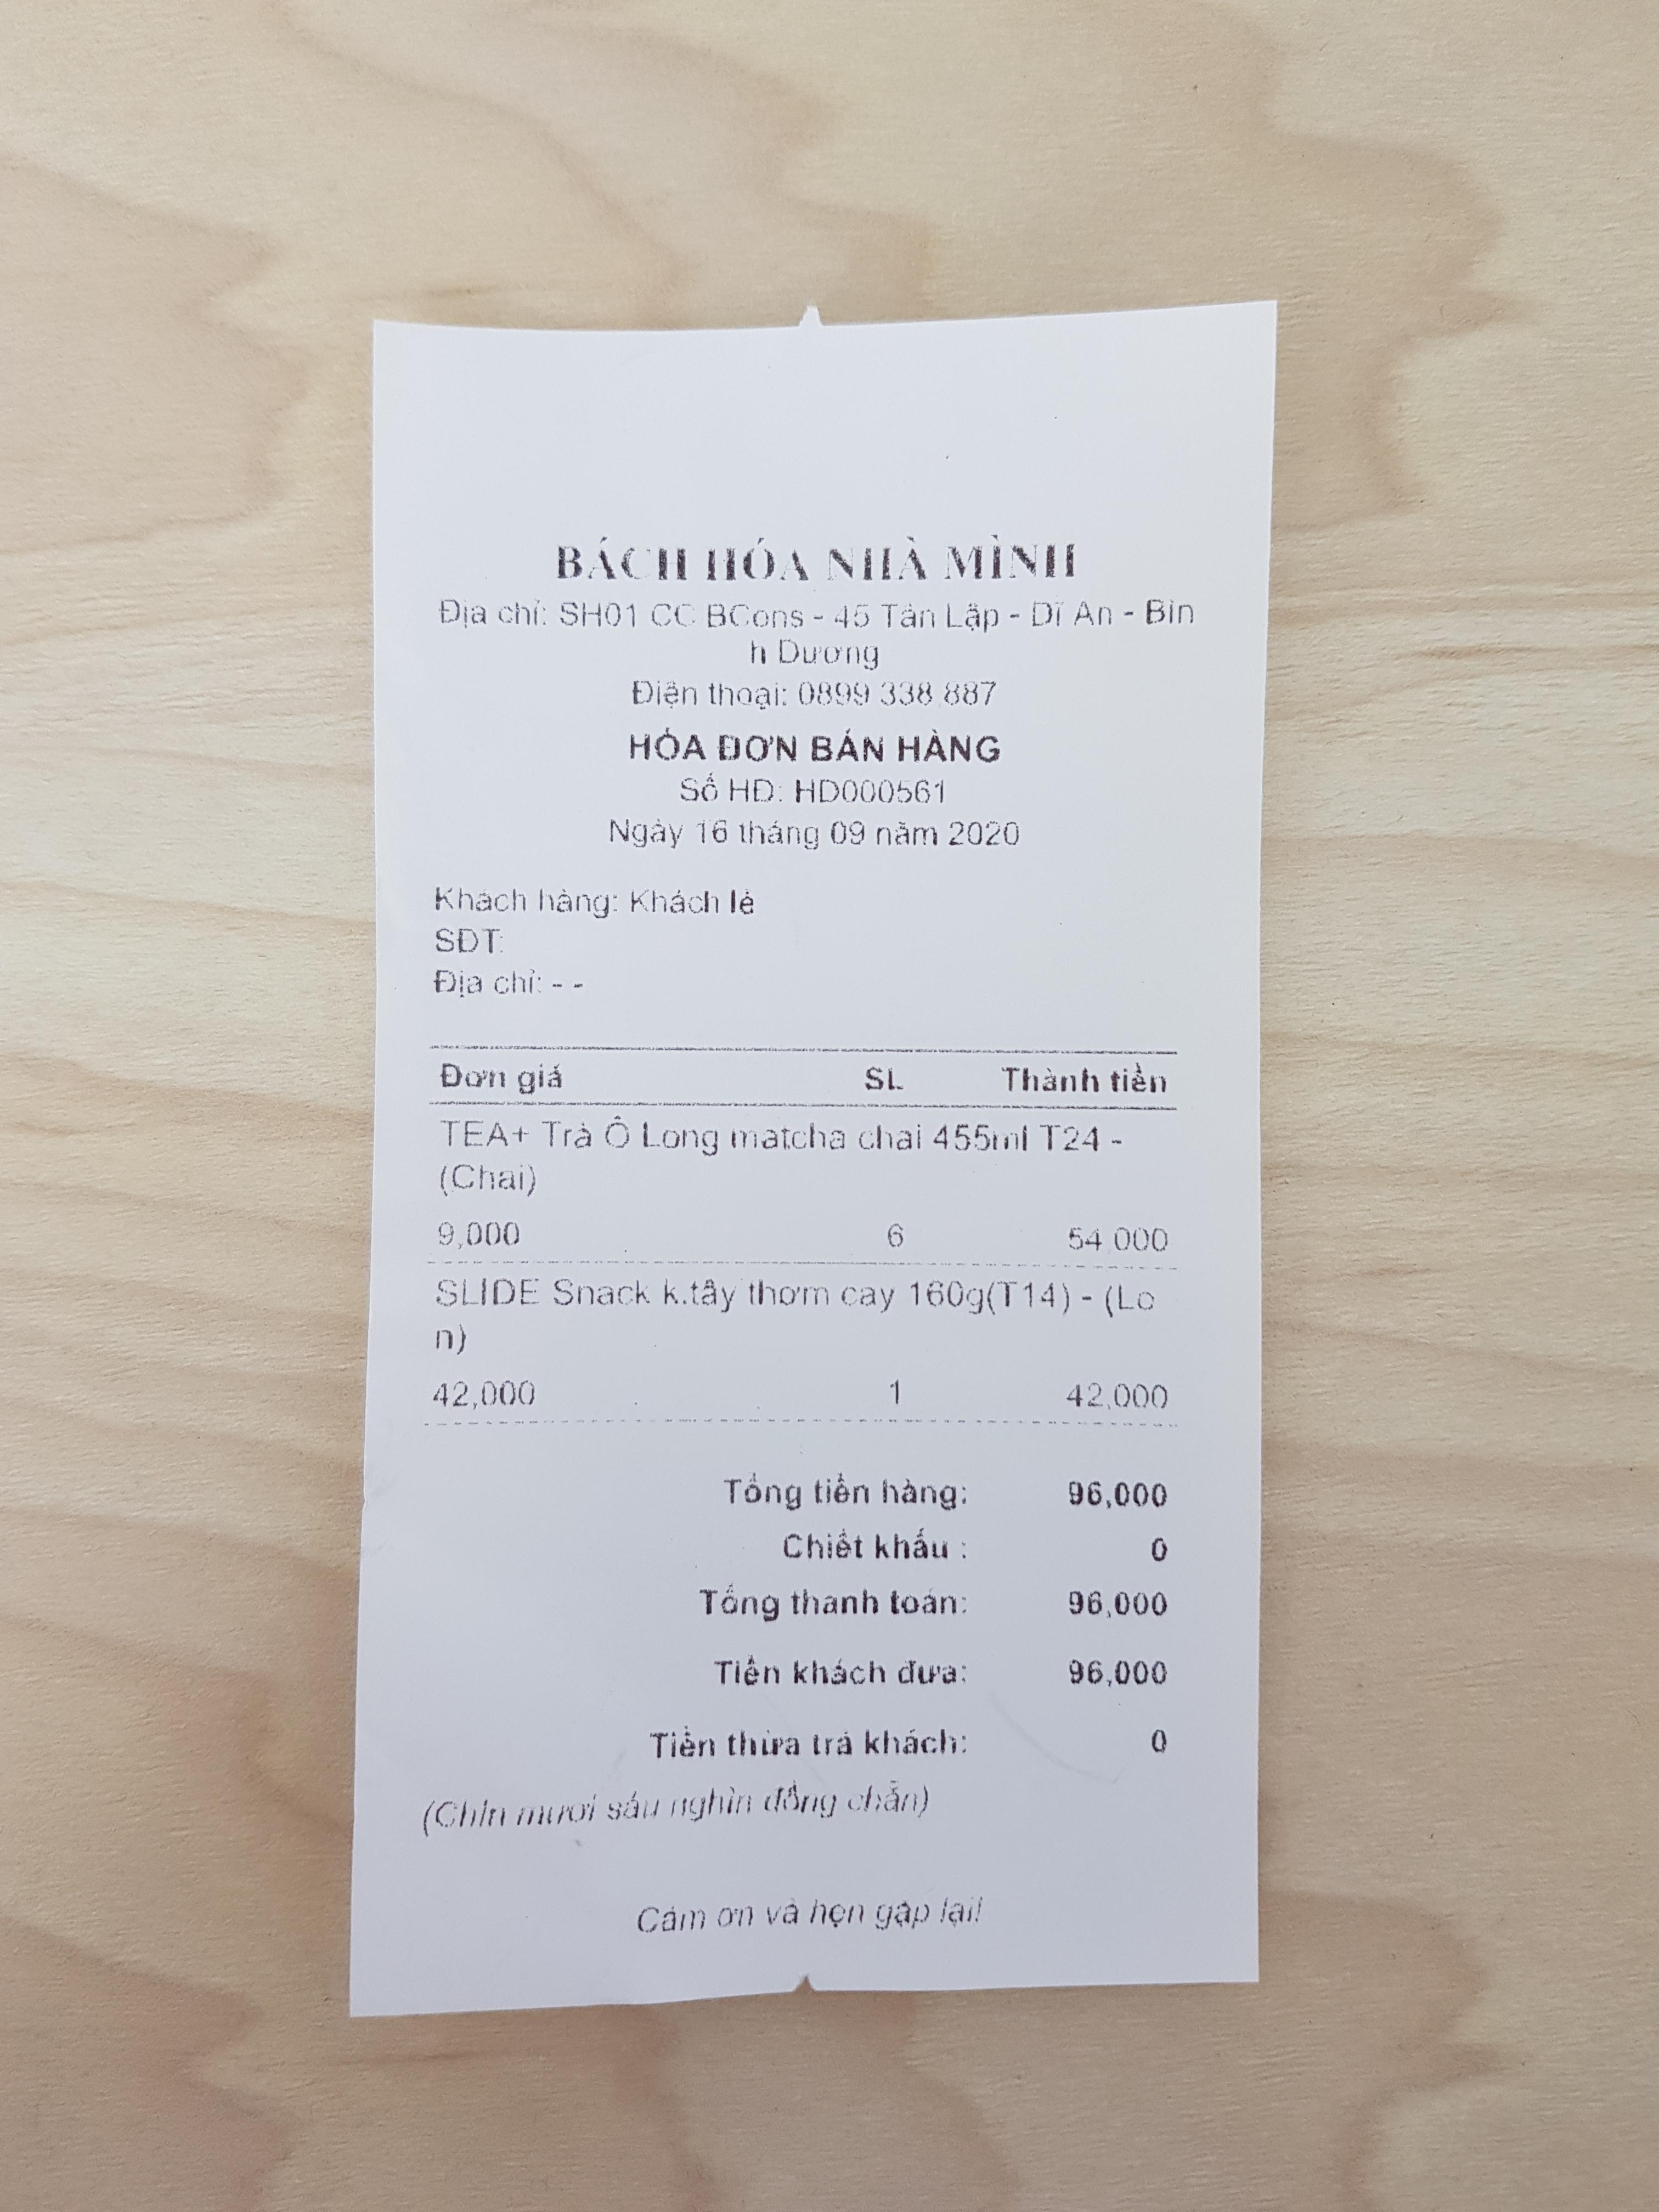 BÁCH HÓA NHÀ MÌNH
Địa chỉ: SH01 CC BCons - 45 Tân Lập - Dĩ An - Bìn
h Dương
Điện thoại: 0899 338 887
HÓA ĐƠN BÁN HÀNG
Số HĐ: HD000561
Ngày 16 tháng 09 năm 2020
Khách hàng: Khách lẻ
SĐT:
Địa chỉ: - -
Đơn giá SL Thành tiền
TEA+ Trà Ô Long matcha chai 455ml T24 -
(Chai)
9,000 6 54,000
SLIDE Snack k.tây thơm cay 160g(T14) - (Lo
n)
42,000 1 42,000
Tổng tiền hàng: 96,000
Chiết khấu : 0
Tổng thanh toán: 96,000
Tiền khách đưa: 96,000
Tiền thừa trả khách: 0
(Chín mươi sáu nghìn đồng chẵn)
Cảm ơn và hẹn gặp lại!